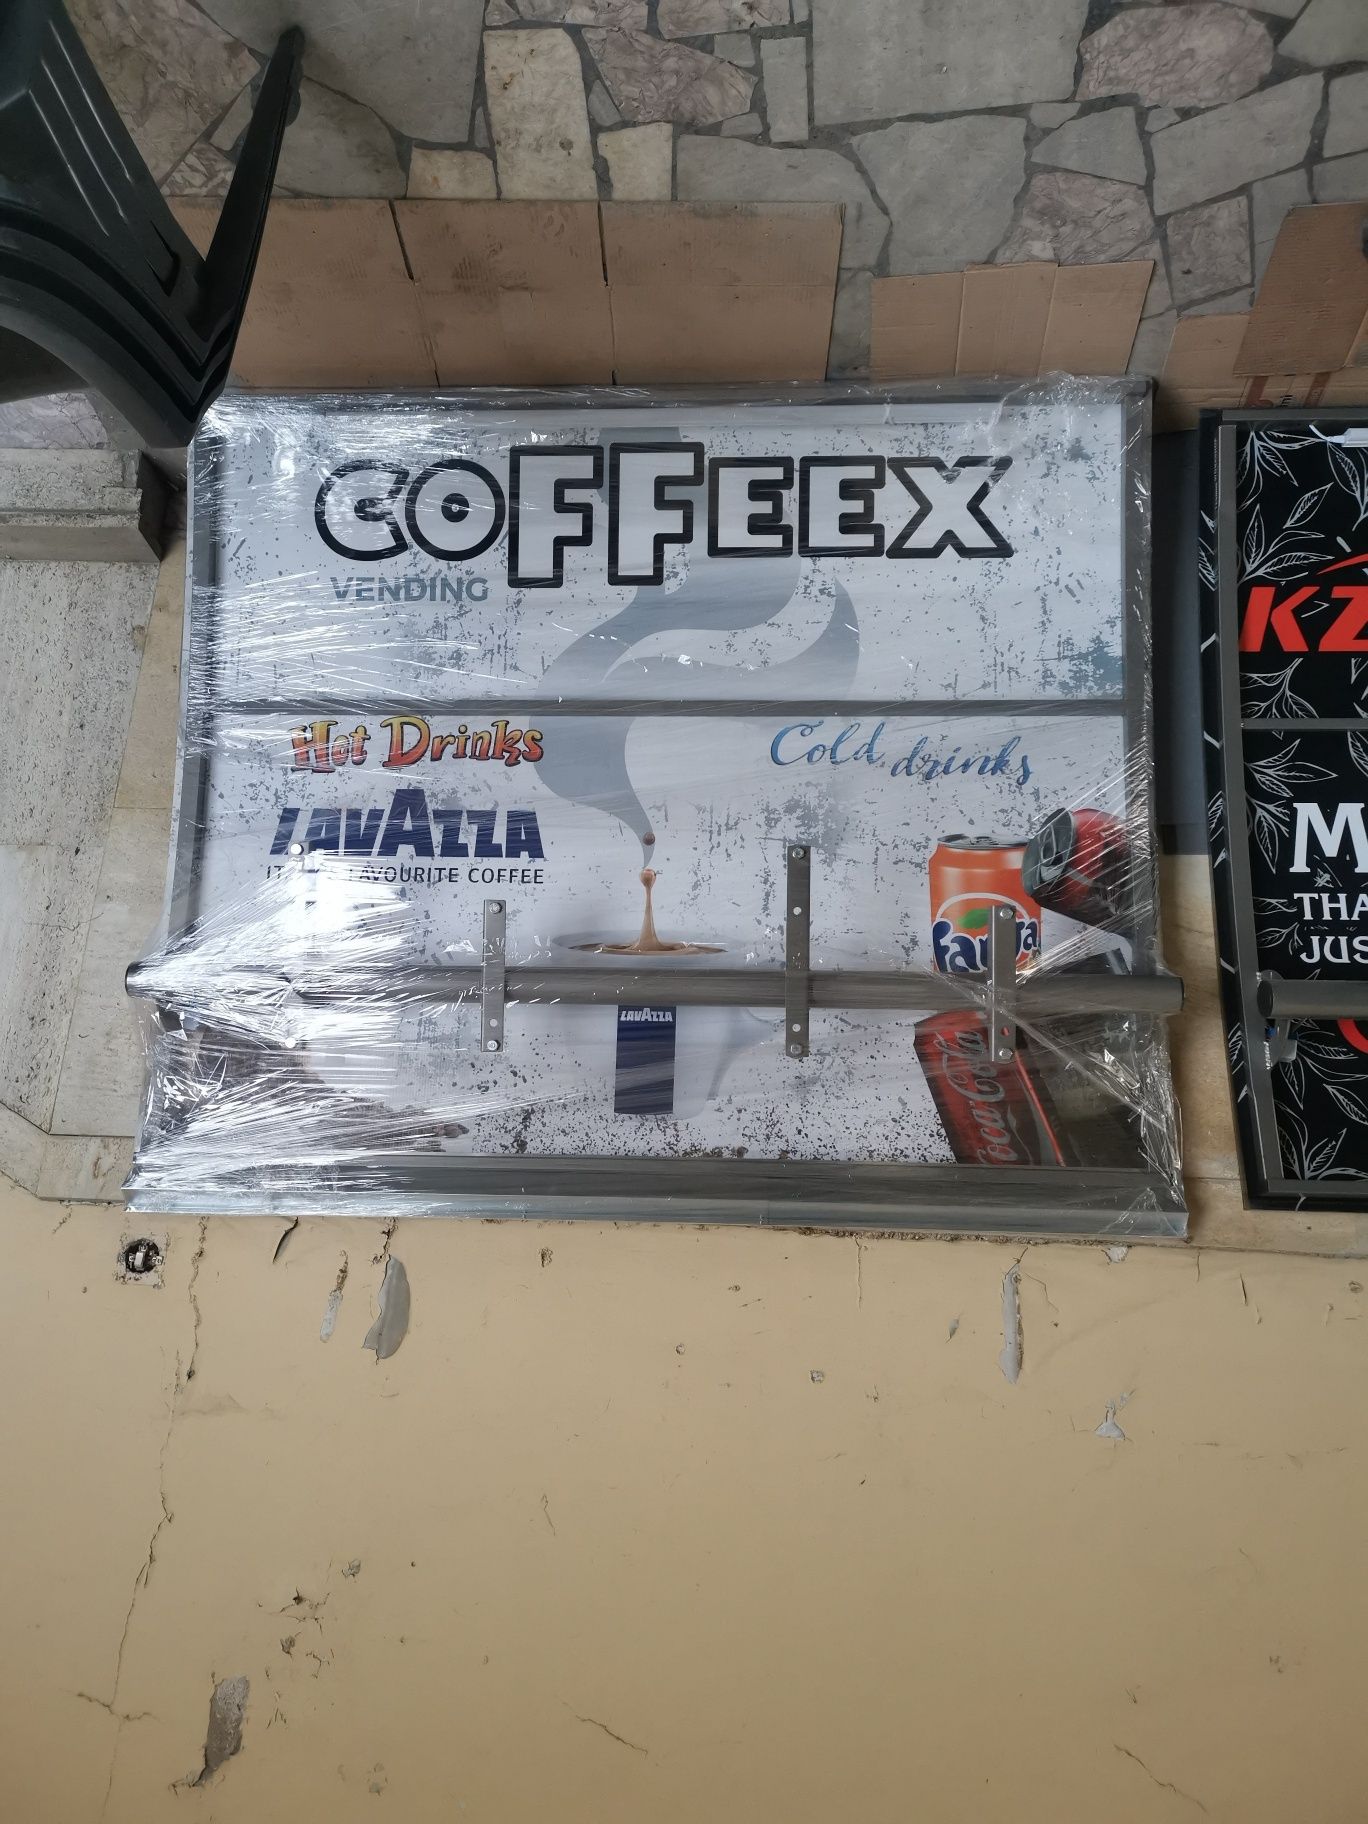 COFFEEX
VENDING
Hot Drinks
Cold drinks
LAVAZZA
FAVOURITE COFFEE
Fanta
LAVAZZA
Coca-Cola
KZ
M
THA
JUS